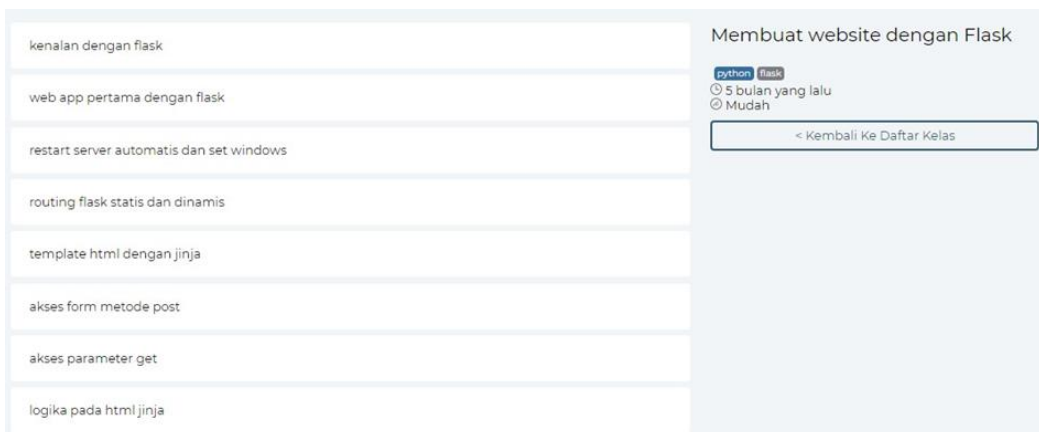 kenalan dengan flask
web app pertama dengan flask
restart server automatis dan set windows
routing flask statis dan dinamis
template html dengan jinja
akses form metode post
akses parameter get
logika pada html jinja
Membuat website dengan Flask
python flask
5 bulan yang lalu
Mudah
< Kembali Ke Daftar Kelas